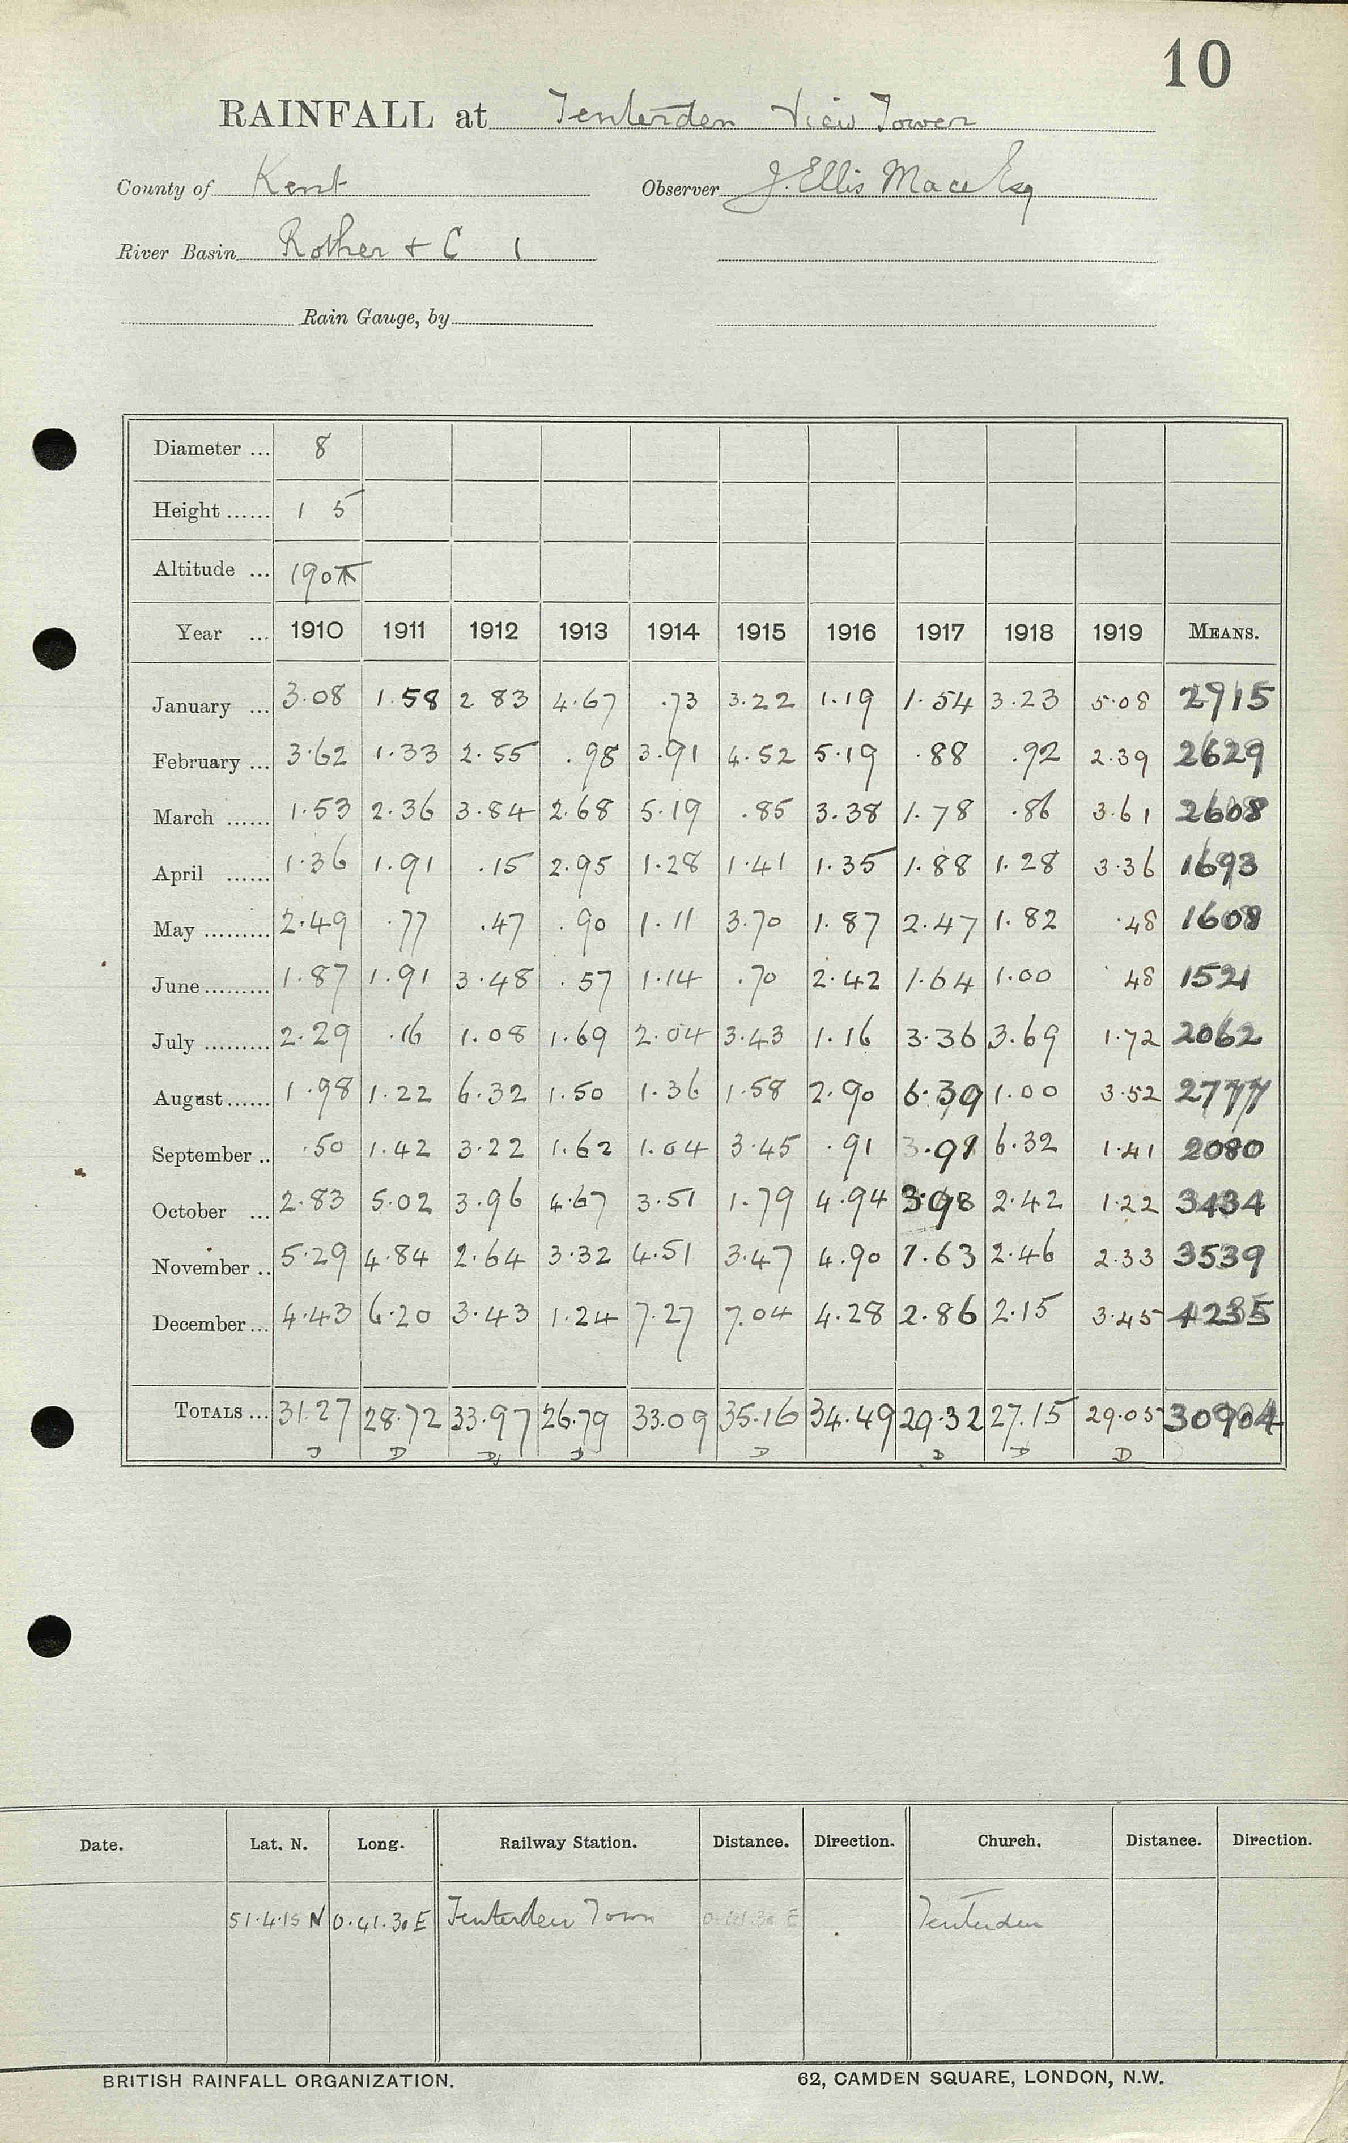 10
RAINFALL at Tenterden View Tower
County of Kent Observer J. Ellis Mace Esq
River Basin Rother + C 1
Rain Gauge, by
Diameter ... 8
Height ...... 1 5
Altitude ... 190 ft
Year ... 1910 1911 1912 1913 1914 1915 1916 1917 1918 1919 MEANS.
January ... 3.08 1.58 2 83 4.67 .73 3.22 1.19 1.54 3.23 5.08 2915
February ... 3.62 1.33 2.55 .98 3.91 4.52 5.19 .88 .92 2.39 2629
March ...... 1.53 2.36 3.84 2.68 5.19 .85 3.38 1.78 .86 3.61 2608
April ...... 1.36 1.91 .15 2.95 1.28 1.41 1.35 1.88 1.28 3.36 1693
May ......... 2.49 .77 .47 .90 1.11 3.70 1.87 2.47 1.82 .48 1608
June ......... 1.87 1.91 3.48 .57 1.14 .70 2.42 1.64 1.00 48 1521
July ......... 2.29 .16 1.08 1.69 2.04 3.43 1.16 3.36 3.69 1.72 2062
August ...... 1.98 1.22 6.32 1.50 1.36 1.58 2.90 6.39 1.00 3.52 2777
September .. .50 1.42 3.22 1.62 1.04 3.45 .91 .91 6.32 1.41 2080
October ... 2.83 5.02 3.96 4.67 3.51 1.79 4.94 3.98 2.42 1.22 3434
November .. 5.29 4.84 2.64 3.32 4.51 3.47 4.90 1.63 2.46 2.33 3539
December ... 4.43 6.20 3.43 1.24 7.27 7.04 4.28 2.86 2.15 3.45 4235
TOTALS ... 31.27 28.72 33.97 26.79 33.09 35.16 34.49 29.32 27.15 29.05 30904
D D D D D D D D
Date. Lat. N. Long. Railway Station. Distance. Direction. Church. Distance. Direction.
51.4.15 N 0.41.30 E Tenterden Town 0.41.30 E Tenterden
BRITISH RAINFALL ORGANIZATION. 62, CAMDEN SQUARE, LONDON, N.W.